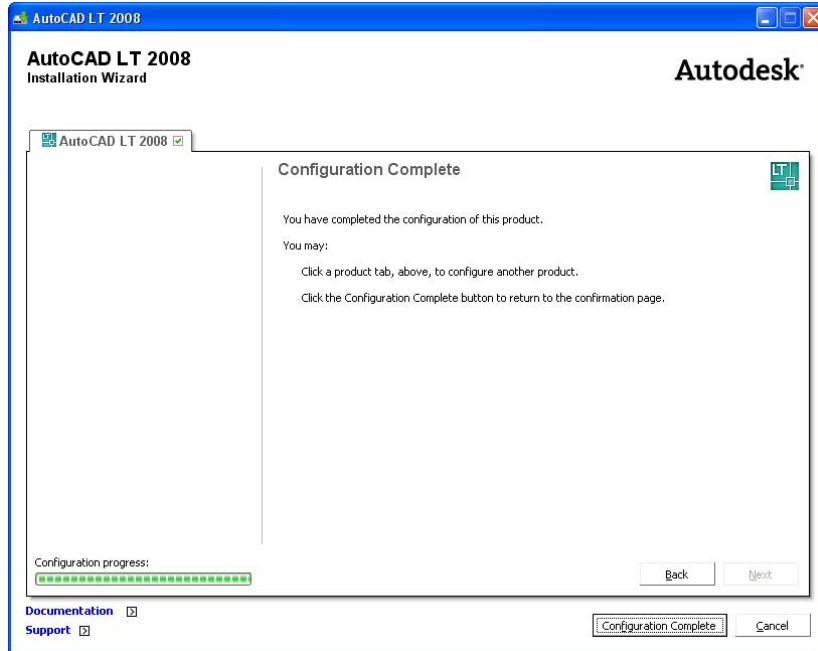 AutoCAD LT 2008
AutoCAD LT 2008
Installation Wizard
Autodesk
AutoCAD LT 2008
Configuration Complete
LT
You have completed the configuration of this product.
You may:
Click a product tab, above, to configure another product.
Click the Configuration Complete button to return to the confirmation page.
Configuration progress:
Back
Next
Documentation
Support
Configuration Complete
Cancel